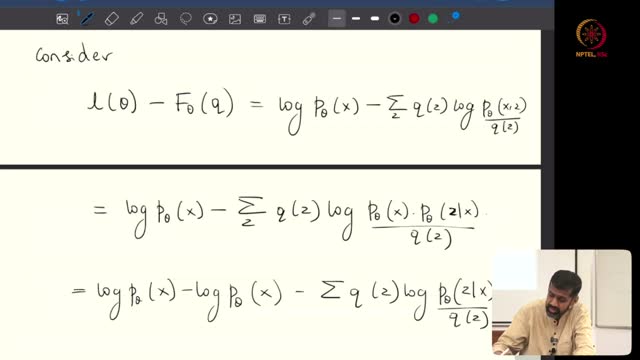 Consider
l(θ) − F_θ(q) = log p_θ(x) − Σ_z q(z) log p_θ(x,z)/q(z)
= log p_θ(x) − Σ_z q(z) log p_θ(x)·p_θ(z|x)·/q(z)
= log p_θ(x) − log p_θ(x) − Σ q(z) log p_θ(z|x)/q(z)
NPTEL